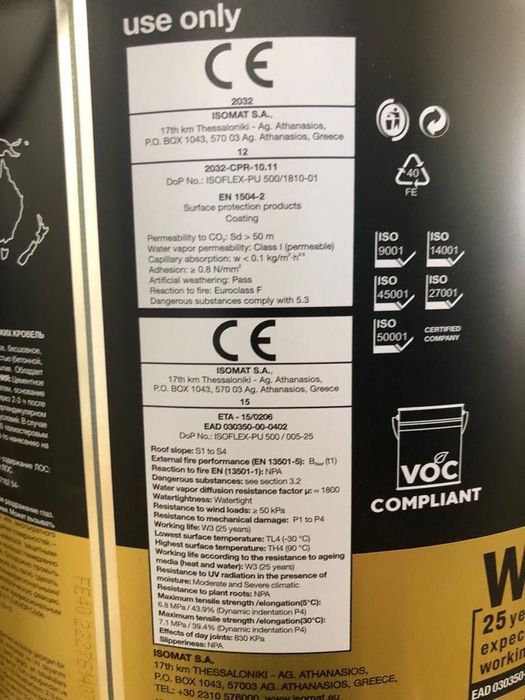 use only
CE
2032
ISOMAT S.A.,
17th km Thessaloniki - Ag. Athanasios,
P.O. BOX 1043, 570 03 Ag. Athanasios, Greece
12
2032-CPR-10.11
DoP No.: ISOFLEX-PU 500/1810-01
EN 1504-2
Surface protection products
Coating
Permeability to CO₂: Sd > 50 m
Water vapor permeability: Class I (permeable)
Capillary absorption: w < 0.1 kg/m²·h⁰·⁵
Adhesion: ≥ 0.8 N/mm²
Artificial weathering: Pass
Reaction to fire: Euroclass F
Dangerous substances comply with 5.3
CE
ISOMAT S.A.,
17th km Thessaloniki - Ag. Athanasios,
P.O. BOX 1043, 570 03 Ag. Athanasios, Greece
15
ETA - 15/0206
EAD 030350-00-0402
DoP No.: ISOFLEX-PU 500 / 005-25
Roof slope: S1 to S4
External fire performance (EN 13501-5): Broof (t1)
Reaction to fire EN (13501-1): NPA
Dangerous substances: see section 3.2
Water vapor diffusion resistance factor μ: ≈ 1800
Watertightness: Watertight
Resistance to wind loads: ≥ 50 kPa
Resistance to mechanical damage: P1 to P4
Working life: W3 (25 years)
Lowest surface temperature: TL4 (-30 °C)
Highest surface temperature: TH4 (90 °C)
Working life according to the resistance to ageing
media (heat and water): W3 (25 years)
Resistance to UV radiation in the presence of
moisture: Moderate and Severe climatic
Resistance to plant roots: NPA
Maximum tensile strength /elongation(5°C):
6.8 MPa / 43.9% (Dynamic indentation P4)
Maximum tensile strength /elongation(30°C):
7.1 MPa / 39.4% (Dynamic indentation P4)
Effects of day joints: 830 KPa
Slipperiness: NPA
ISOMAT S.A.
17th km THESSALONIKI - AG. ATHANASIOS,
P.O. BOX 1043, 57003 AG. ATHANASIOS, GREECE,
TEL: +30 2310 576000 www.isomat.eu
40
FE
ISO
9001
ISO
14001
ISO
45001
ISO
27001
ISO
50001
CERTIFIED
COMPANY
VOC
COMPLIANT
W
25 ye
expec
workin
EAD 030350-
КИХ КРОВЕЛЬ